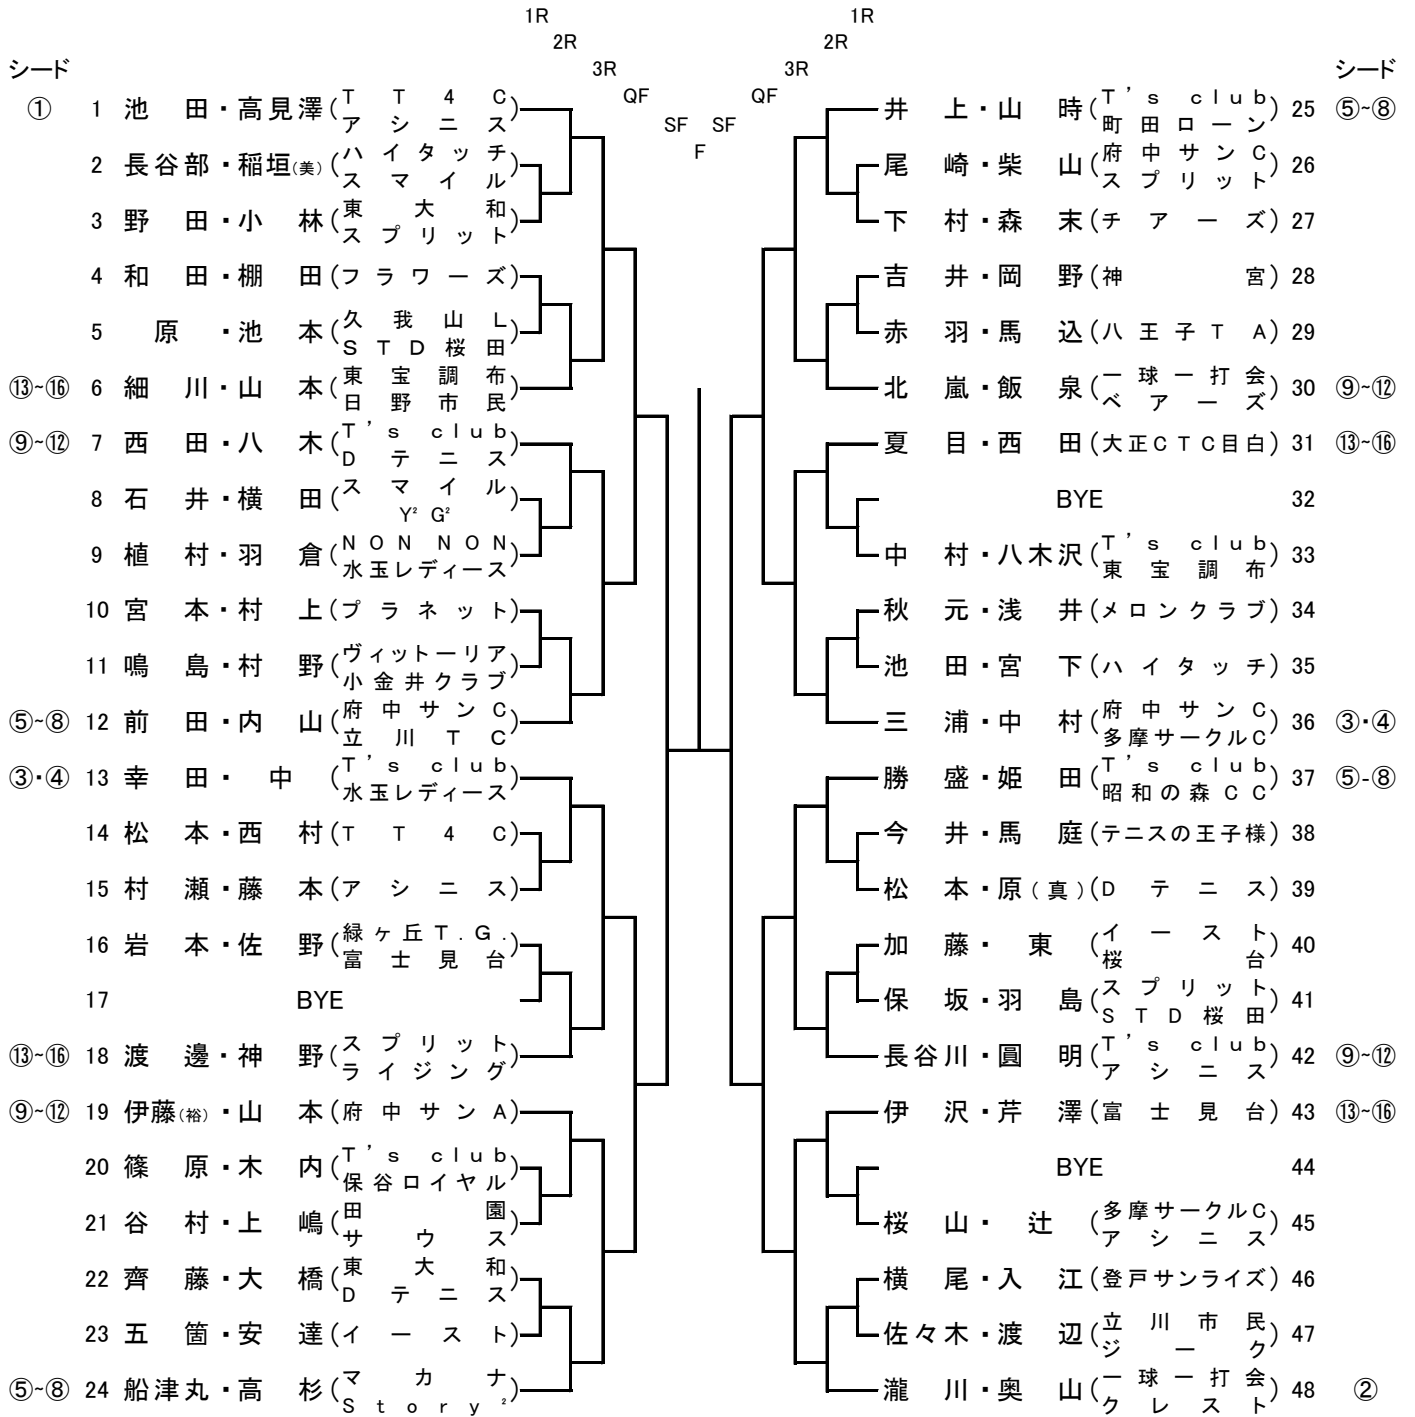 1R 1R
2R 2R
シード 3R 3R シード
QF QF
SF SF
F
① 1 池田・高見澤 (TT4C アシニス)
2 長谷部・稲垣(美) (ハイタッチ スマイル)
3 野田・小林 (東大和 スプリット)
4 和田・棚田 (フラワーズ)
5 原・池本 (久我山L STD桜田)
⑬~⑯ 6 細川・山本 (東宝調布 日野市民)
⑨~⑫ 7 西田・八木 (T's club Dテニス)
8 石井・横田 (スマイル Y² G²)
9 植村・羽倉 (NON NON 水玉レディース)
10 宮本・村上 (プラネット)
11 鳴島・村野 (ヴィットーリア 小金井クラブ)
⑤~⑧ 12 前田・内山 (府中サンC 立川TC)
③・④ 13 幸田・中 (T's club 水玉レディース)
14 松本・西村 (TT4C)
15 村瀬・藤本 (アシニス)
16 岩本・佐野 (緑ヶ丘T.G. 富士見台)
17 BYE
⑬~⑯ 18 渡邊・神野 (スプリット ライジング)
⑨~⑫ 19 伊藤(裕)・山本 (府中サンA)
20 篠原・木内 (T's club 保谷ロイヤル)
21 谷村・上嶋 (田園 サウス)
22 齊藤・大橋 (東大和 Dテニス)
23 五箇・安達 (イースト)
⑤~⑧ 24 船津丸・高杉 (マカナ Story²)
井上・山時 (T's club 町田ローン) 25 ⑤~⑧
尾崎・柴山 (府中サンC スプリット) 26
下村・森末 (チアーズ) 27
吉井・岡野 (神宮) 28
赤羽・馬込 (八王子TA) 29
北嵐・飯泉 (一球一打会 ベアーズ) 30 ⑨~⑫
夏目・西田 (大正CTC目白) 31 ⑬~⑯
BYE 32
中村・八木沢 (T's club 東宝調布) 33
秋元・浅井 (メロンクラブ) 34
池田・宮下 (ハイタッチ) 35
三浦・中村 (府中サンC 多摩サークルC) 36 ③・④
勝盛・姫田 (T's club 昭和の森CC) 37 ⑤-⑧
今井・馬庭 (テニスの王子様) 38
松本・原(真) (Dテニス) 39
加藤・東 (イースト 桜台) 40
保坂・羽島 (スプリット STD桜田) 41
長谷川・圓明 (T's club アシニス) 42 ⑨~⑫
伊沢・芹澤 (富士見台) 43 ⑬~⑯
BYE 44
桜山・辻 (多摩サークルC アシニス) 45
横尾・入江 (登戸サンライズ) 46
佐々木・渡辺 (立川市民 ジーク) 47
瀧川・奥山 (一球一打会 クレスト) 48 ②